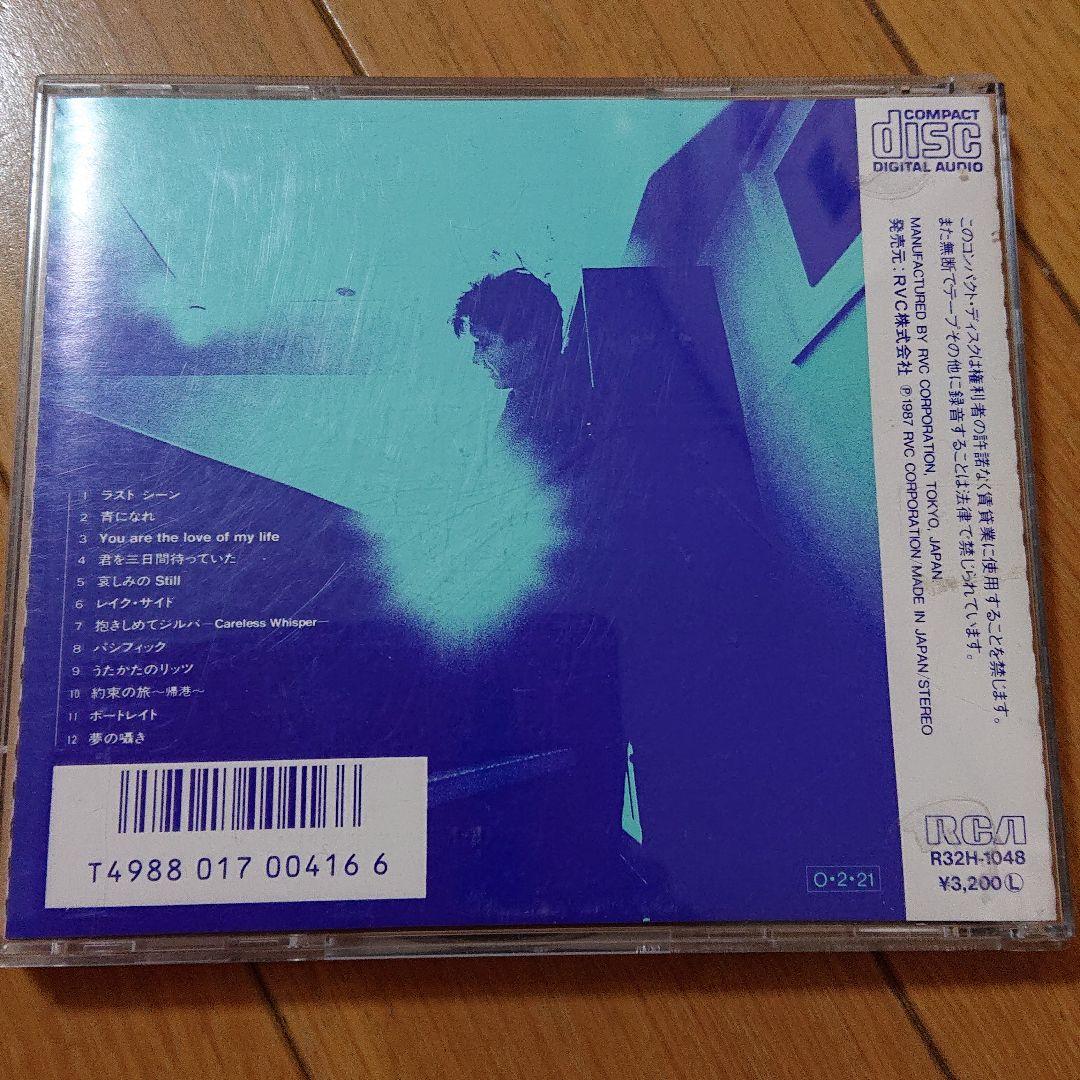 COMPACT
disc
DIGITAL AUDIO
このコンパクト・ディスクは権利者の許諾なく賃貸業に使用することを禁じます。
また無断でテープその他に録音することは法律で禁じられています。
MANUFACTURED BY RVC CORPORATION, TOKYO, JAPAN.
発売元：RVC株式会社 Ⓟ1987 RVC CORPORATION/MADE IN JAPAN/STEREO
1 ラスト シーン
2 青になれ
3 You are the love of my life
4 君を三日間待っていた
5 哀しみの Still
6 レイク・サイド
7 抱きしめてジルバ—Careless Whisper—
8 パシフィック
9 うたかたのリッツ
10 約束の旅〜帰港〜
11 ポートレイト
12 夢の囁き
T4988 017 00416 6
O・2・21
RCA
R32H-1048
¥3,200Ⓛ